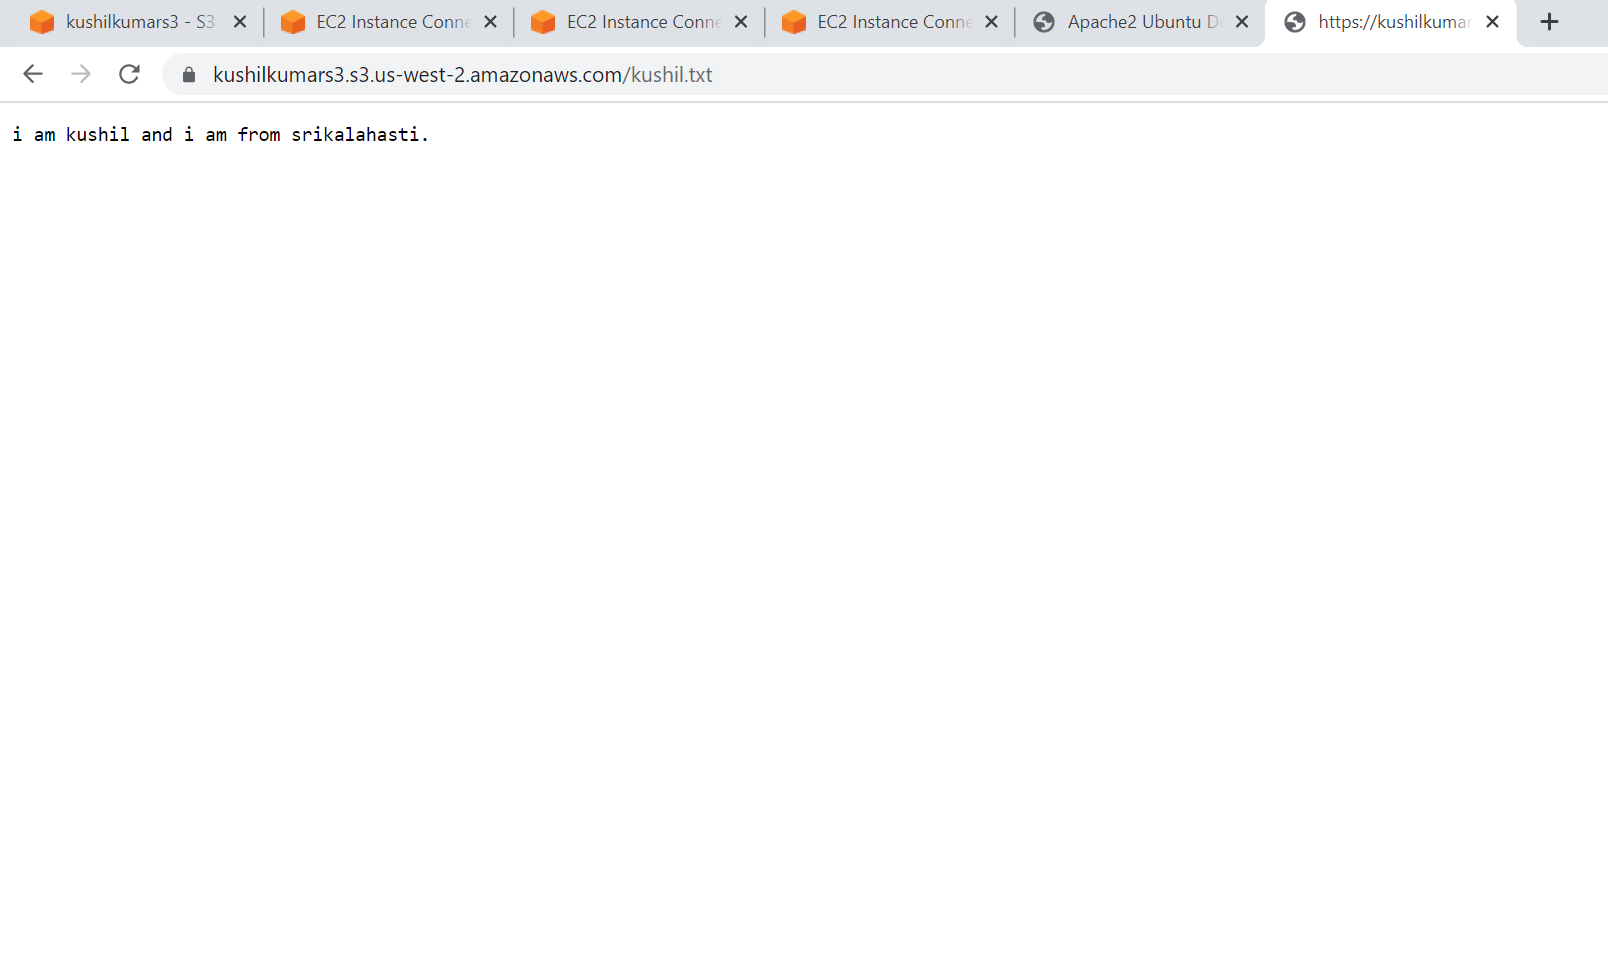 kushilkumars3 - S3
EC2 Instance Conne
EC2 Instance Conne
EC2 Instance Conne
Apache2 Ubuntu De
https://kushilkumar
kushilkumars3.s3.us-west-2.amazonaws.com/kushil.txt
i am kushil and i am from srikalahasti.